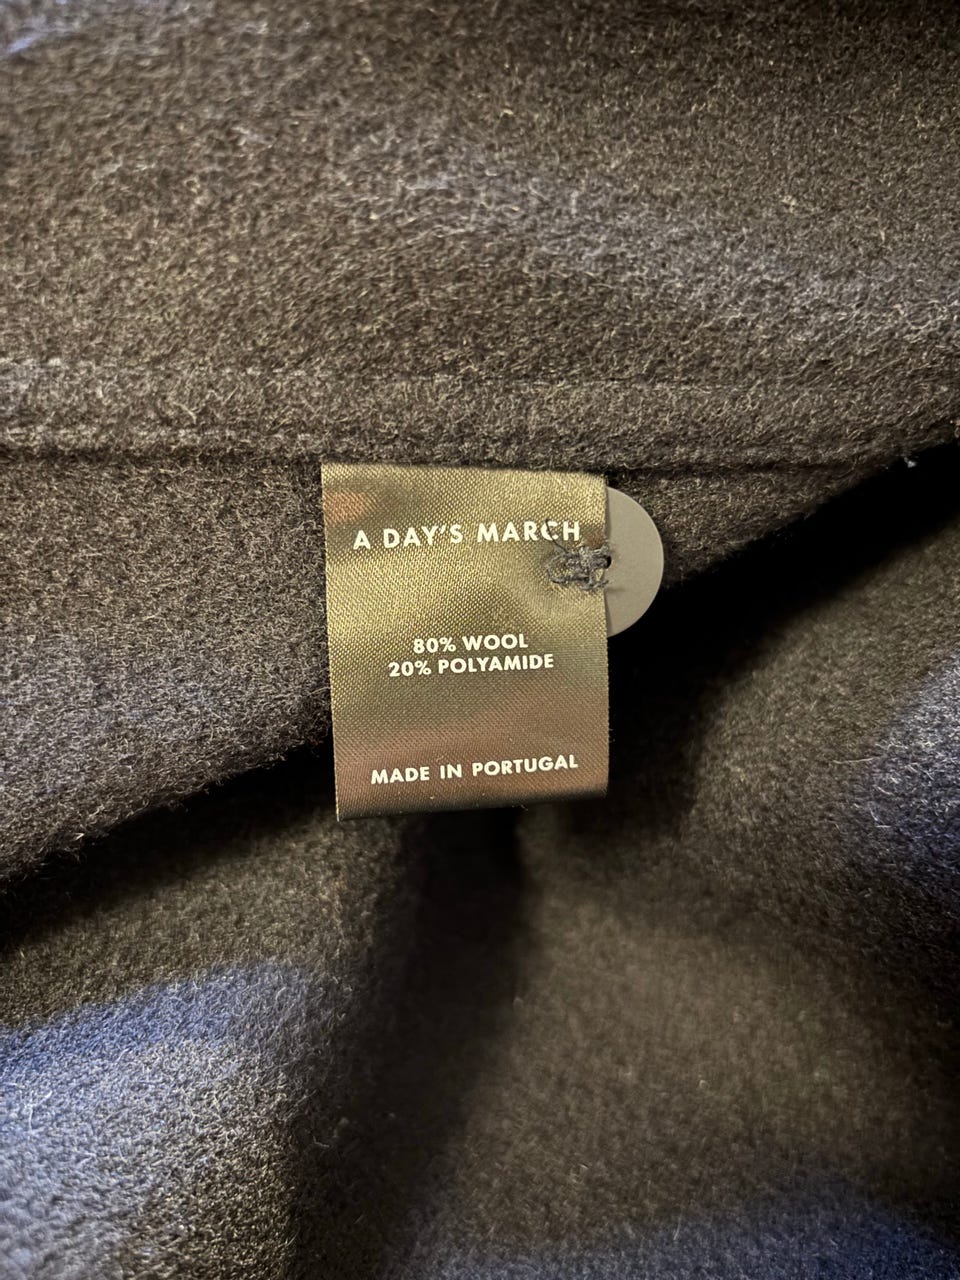 A DAY'S MARCH
80% WOOL
20% POLYAMIDE
MADE IN PORTUGAL